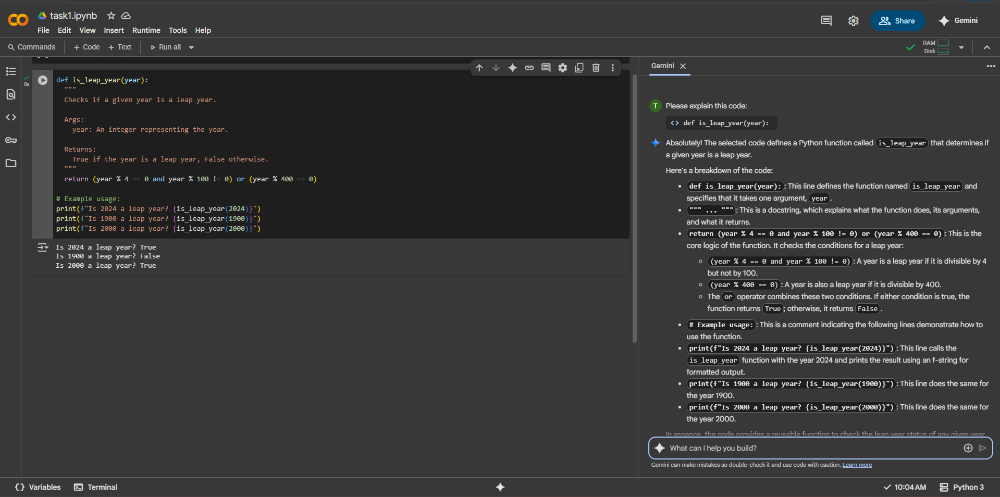 task1.ipynb
File Edit View Insert Runtime Tools Help
Share
Gemini
Commands + Code + Text Run all
RAM
Disk
0s
def is_leap_year(year):
"""
Checks if a given year is a leap year.
Args:
year: An integer representing the year.
Returns:
True if the year is a leap year, False otherwise.
"""
return (year % 4 == 0 and year % 100 != 0) or (year % 400 == 0)
# Example usage:
print(f"Is 2024 a leap year? {is_leap_year(2024)}")
print(f"Is 1900 a leap year? {is_leap_year(1900)}")
print(f"Is 2000 a leap year? {is_leap_year(2000)}")
Is 2024 a leap year? True
Is 1900 a leap year? False
Is 2000 a leap year? True
Gemini
T
Please explain this code:
<> def is_leap_year(year):
Absolutely! The selected code defines a Python function called is_leap_year that determines if
a given year is a leap year.
Here's a breakdown of the code:
• def is_leap_year(year): : This line defines the function named is_leap_year and
specifies that it takes one argument, year.
• """ ... """ : This is a docstring, which explains what the function does, its arguments,
and what it returns.
• return (year % 4 == 0 and year % 100 != 0) or (year % 400 == 0) : This is the
core logic of the function. It checks the conditions for a leap year:
◦ (year % 4 == 0 and year % 100 != 0) : A year is a leap year if it is divisible by 4
but not by 100.
◦ (year % 400 == 0) : A year is also a leap year if it is divisible by 400.
◦ The or operator combines these two conditions. If either condition is true, the
function returns True; otherwise, it returns False.
• # Example usage: : This is a comment indicating the following lines demonstrate how to
use the function.
• print(f"Is 2024 a leap year? {is_leap_year(2024)}") : This line calls the
is_leap_year function with the year 2024 and prints the result using an f-string for
formatted output.
• print(f"Is 1900 a leap year? {is_leap_year(1900)}") : This line does the same for
the year 1900.
• print(f"Is 2000 a leap year? {is_leap_year(2000)}") : This line does the same for
the year 2000.
In essence, the code provides a reusable function to check the leap year status of any given year
What can I help you build?
Gemini can make mistakes so double-check it and use code with caution. Learn more
Variables Terminal
10:04 AM Python 3